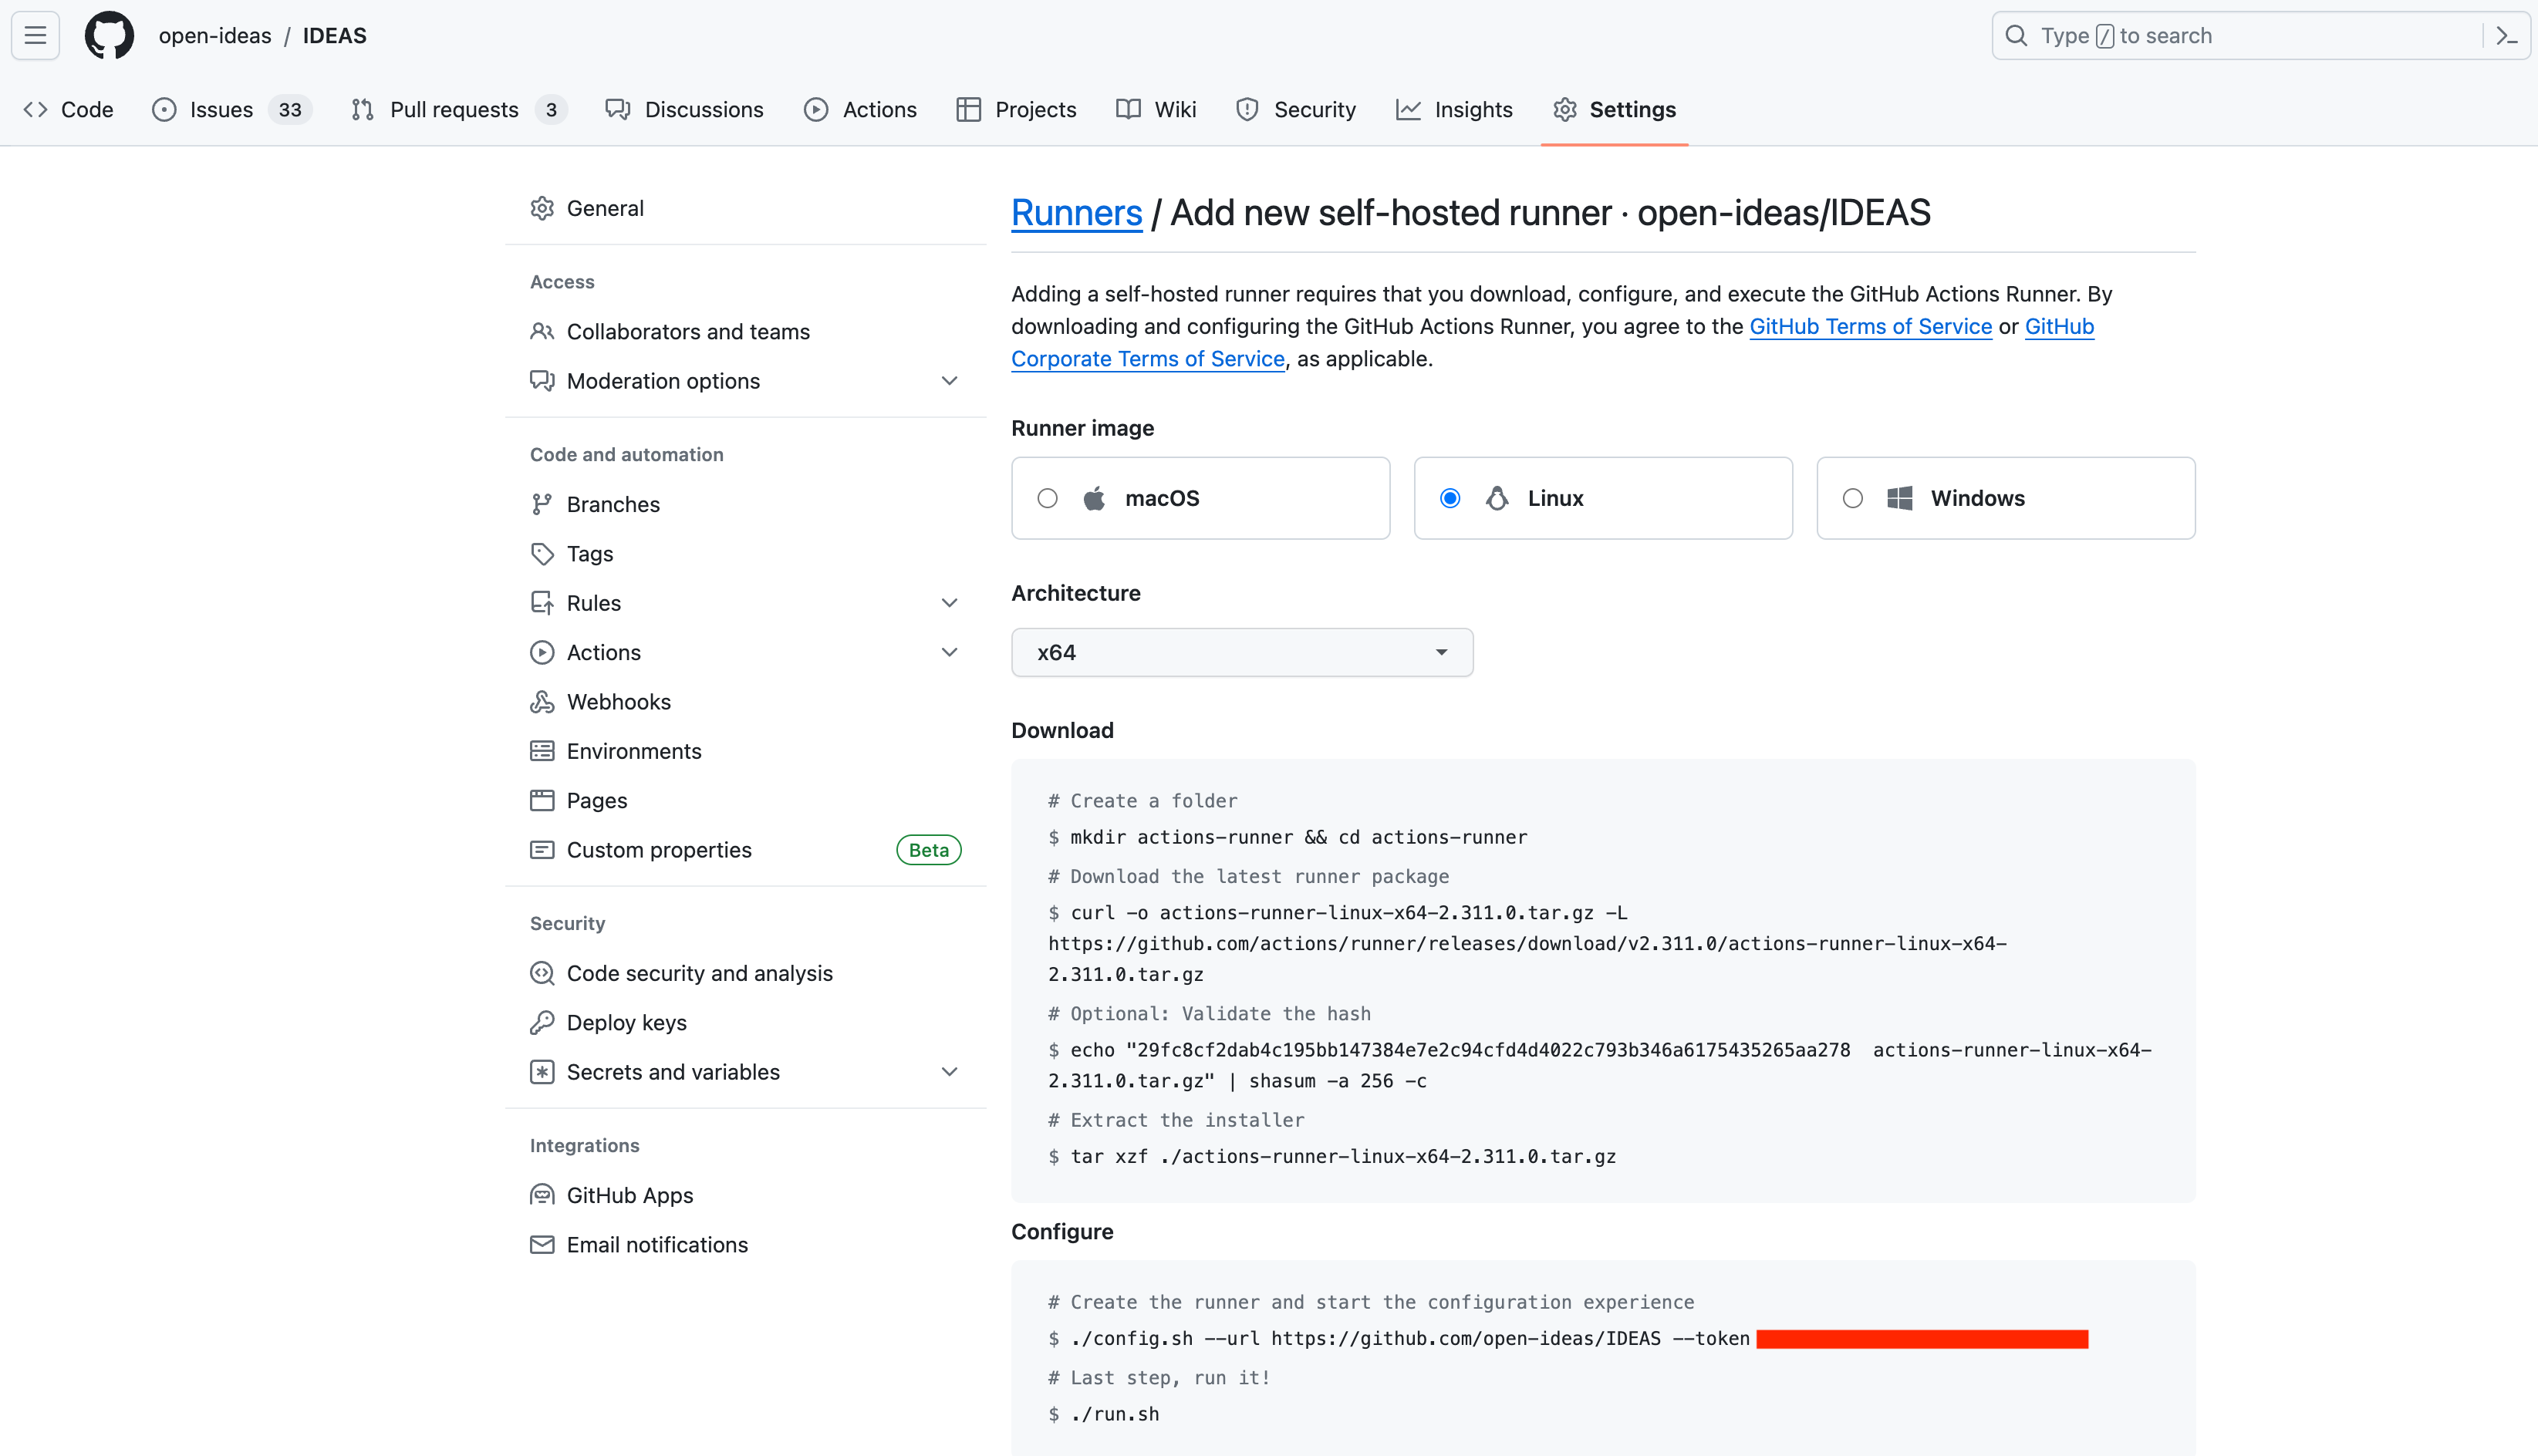 open-ideas / IDEAS
Type / to search
Code
Issues 33
Pull requests 3
Discussions
Actions
Projects
Wiki
Security
Insights
Settings
General
Access
Collaborators and teams
Moderation options
Code and automation
Branches
Tags
Rules
Actions
Webhooks
Environments
Pages
Custom properties Beta
Security
Code security and analysis
Deploy keys
Secrets and variables
Integrations
GitHub Apps
Email notifications
Runners / Add new self-hosted runner · open-ideas/IDEAS
Adding a self-hosted runner requires that you download, configure, and execute the GitHub Actions Runner. By
downloading and configuring the GitHub Actions Runner, you agree to the GitHub Terms of Service or GitHub
Corporate Terms of Service, as applicable.
Runner image
macOS
Linux
Windows
Architecture
x64
Download
# Create a folder
$ mkdir actions-runner && cd actions-runner
# Download the latest runner package
$ curl -o actions-runner-linux-x64-2.311.0.tar.gz -L
https://github.com/actions/runner/releases/download/v2.311.0/actions-runner-linux-x64-
2.311.0.tar.gz
# Optional: Validate the hash
$ echo "29fc8cf2dab4c195bb147384e7e2c94cfd4d4022c793b346a6175435265aa278  actions-runner-linux-x64-
2.311.0.tar.gz" | shasum -a 256 -c
# Extract the installer
$ tar xzf ./actions-runner-linux-x64-2.311.0.tar.gz
Configure
# Create the runner and start the configuration experience
$ ./config.sh --url https://github.com/open-ideas/IDEAS --token
# Last step, run it!
$ ./run.sh